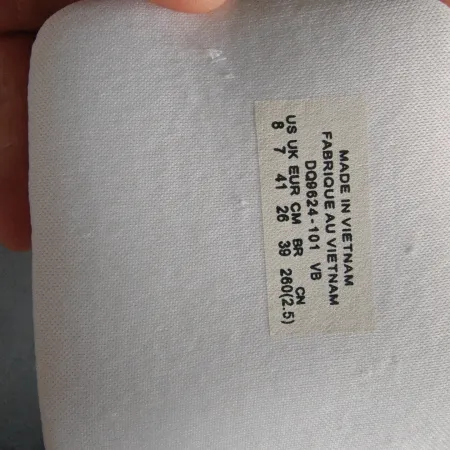 MADE IN VIETNAM
FABRIQUE AU VIETNAM
DQ9624-101 VB
US UK EUR CM BR CN
8 7 41 26 39 260(2.5)